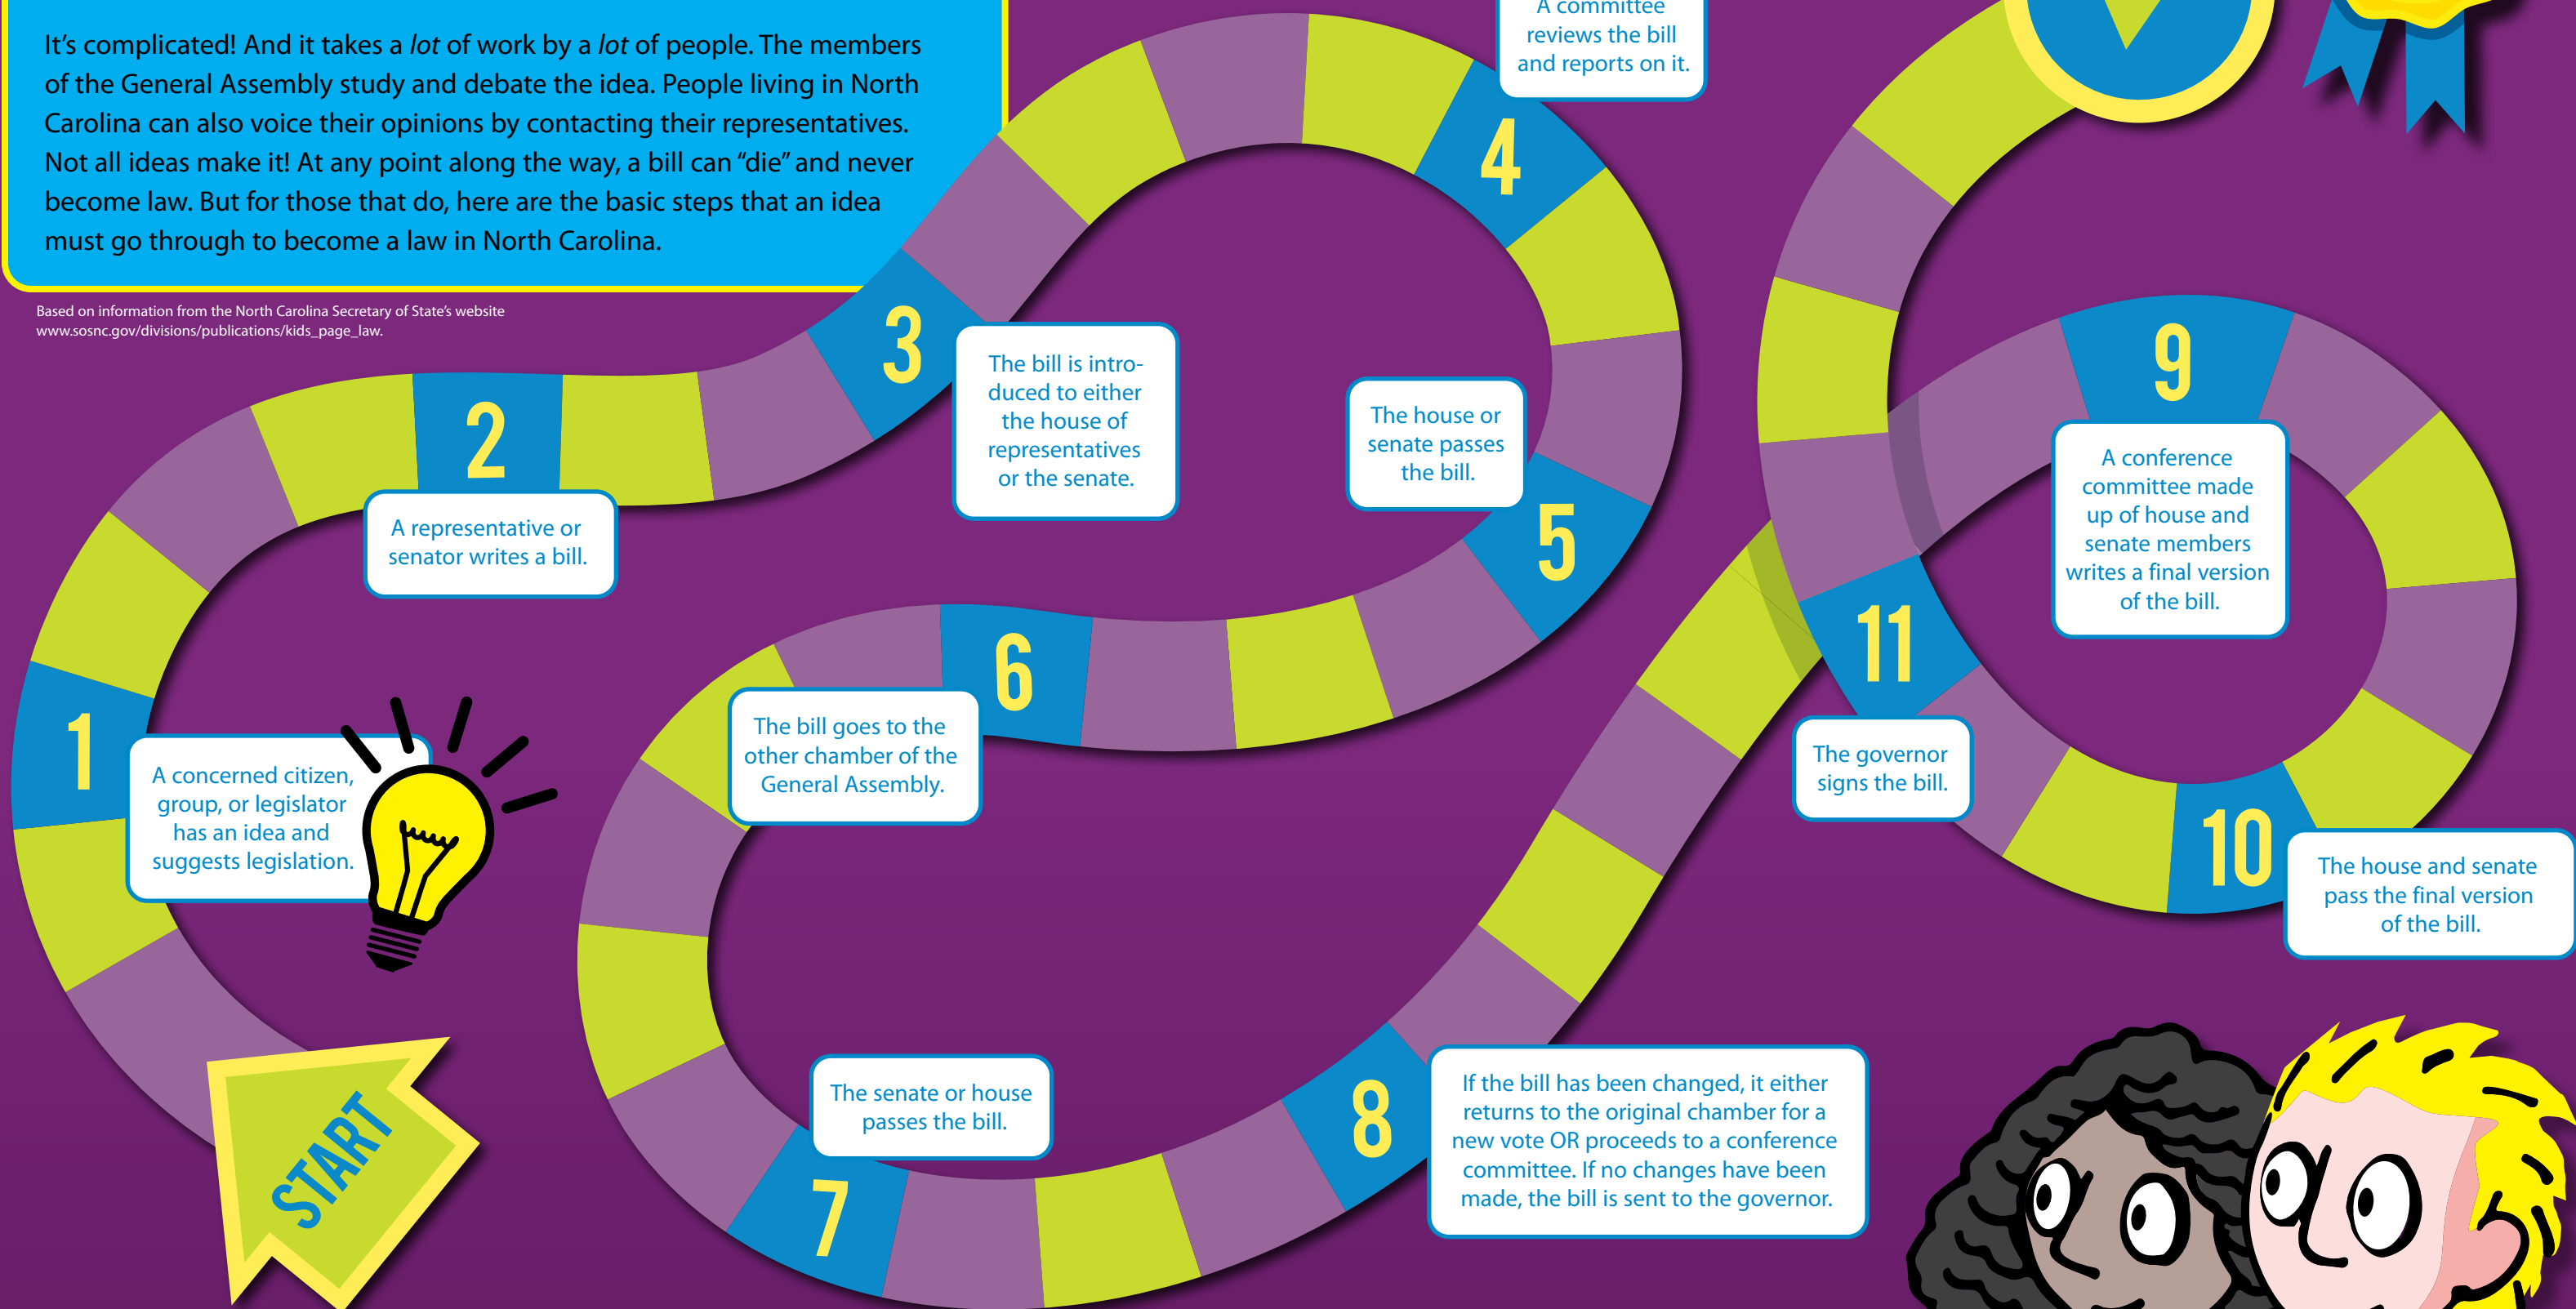 It's complicated! And it takes a lot of work by a lot of people. The members
of the General Assembly study and debate the idea. People living in North
Carolina can also voice their opinions by contacting their representatives.
Not all ideas make it! At any point along the way, a bill can “die” and never
become law. But for those that do, here are the basic steps that an idea
must go through to become a law in North Carolina.
Based on information from the North Carolina Secretary of State's website
www.sosnc.gov/divisions/publications/kids_page_law.
START
1
A concerned citizen,
group, or legislator
has an idea and
suggests legislation.
2
A representative or
senator writes a bill.
3
The bill is intro-
duced to either
the house of
representatives
or the senate.
4
A committee
reviews the bill
and reports on it.
5
The house or
senate passes
the bill.
6
The bill goes to the
other chamber of the
General Assembly.
7
The senate or house
passes the bill.
8
If the bill has been changed, it either
returns to the original chamber for a
new vote OR proceeds to a conference
committee. If no changes have been
made, the bill is sent to the governor.
9
A conference
committee made
up of house and
senate members
writes a final version
of the bill.
10
The house and senate
pass the final version
of the bill.
11
The governor
signs the bill.